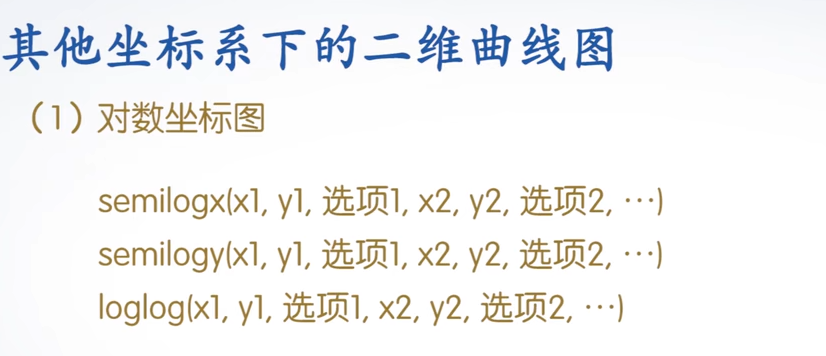 其他坐标系下的二维曲线图
（1）对数坐标图
semilogx(x1, y1, 选项1, x2, y2, 选项2, …)
semilogy(x1, y1, 选项1, x2, y2, 选项2, …)
loglog(x1, y1, 选项1, x2, y2, 选项2, …)